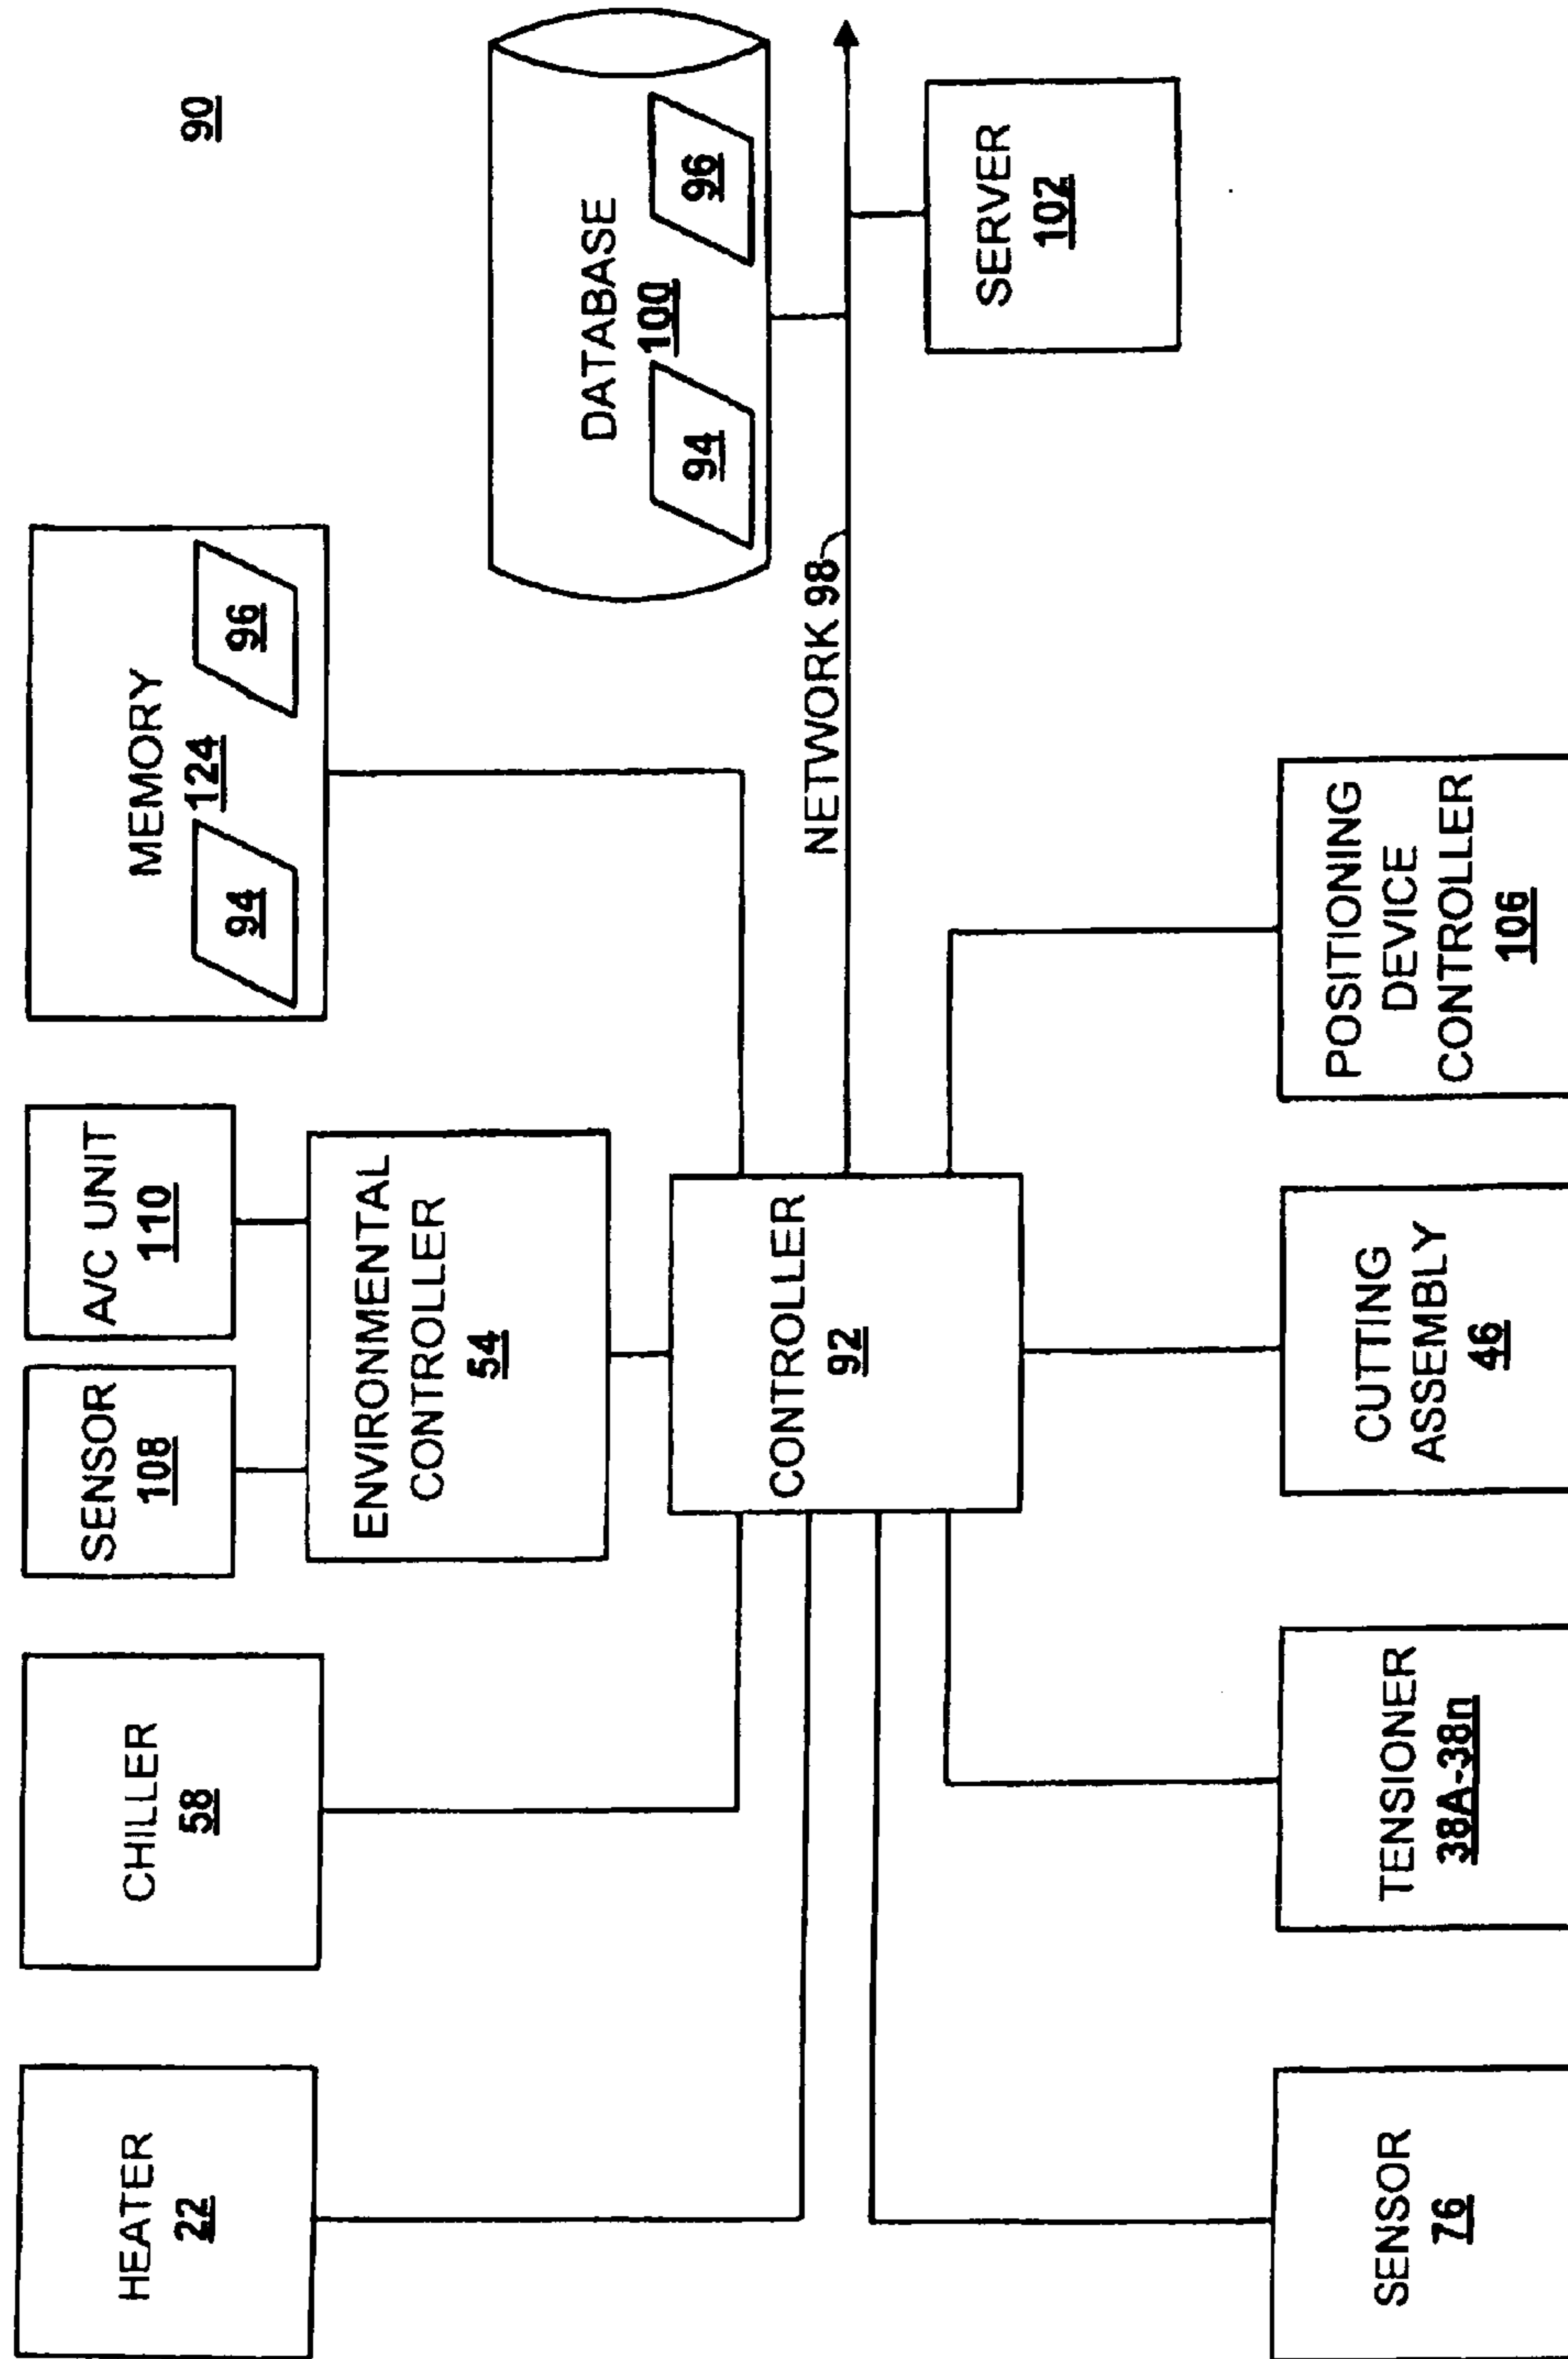 90
HEATER
22
CHILLER
58
SENSOR
108
A/C UNIT
110
MEMORY
124
94
96
ENVIRONMENTAL
CONTROLLER
54
DATABASE
100
94
96
CONTROLLER
92
NETWORK 98
SERVER
102
SENSOR
76
TENSIONER
38A-38n
CUTTING
ASSEMBLY
46
POSITIONING
DEVICE
CONTROLLER
106